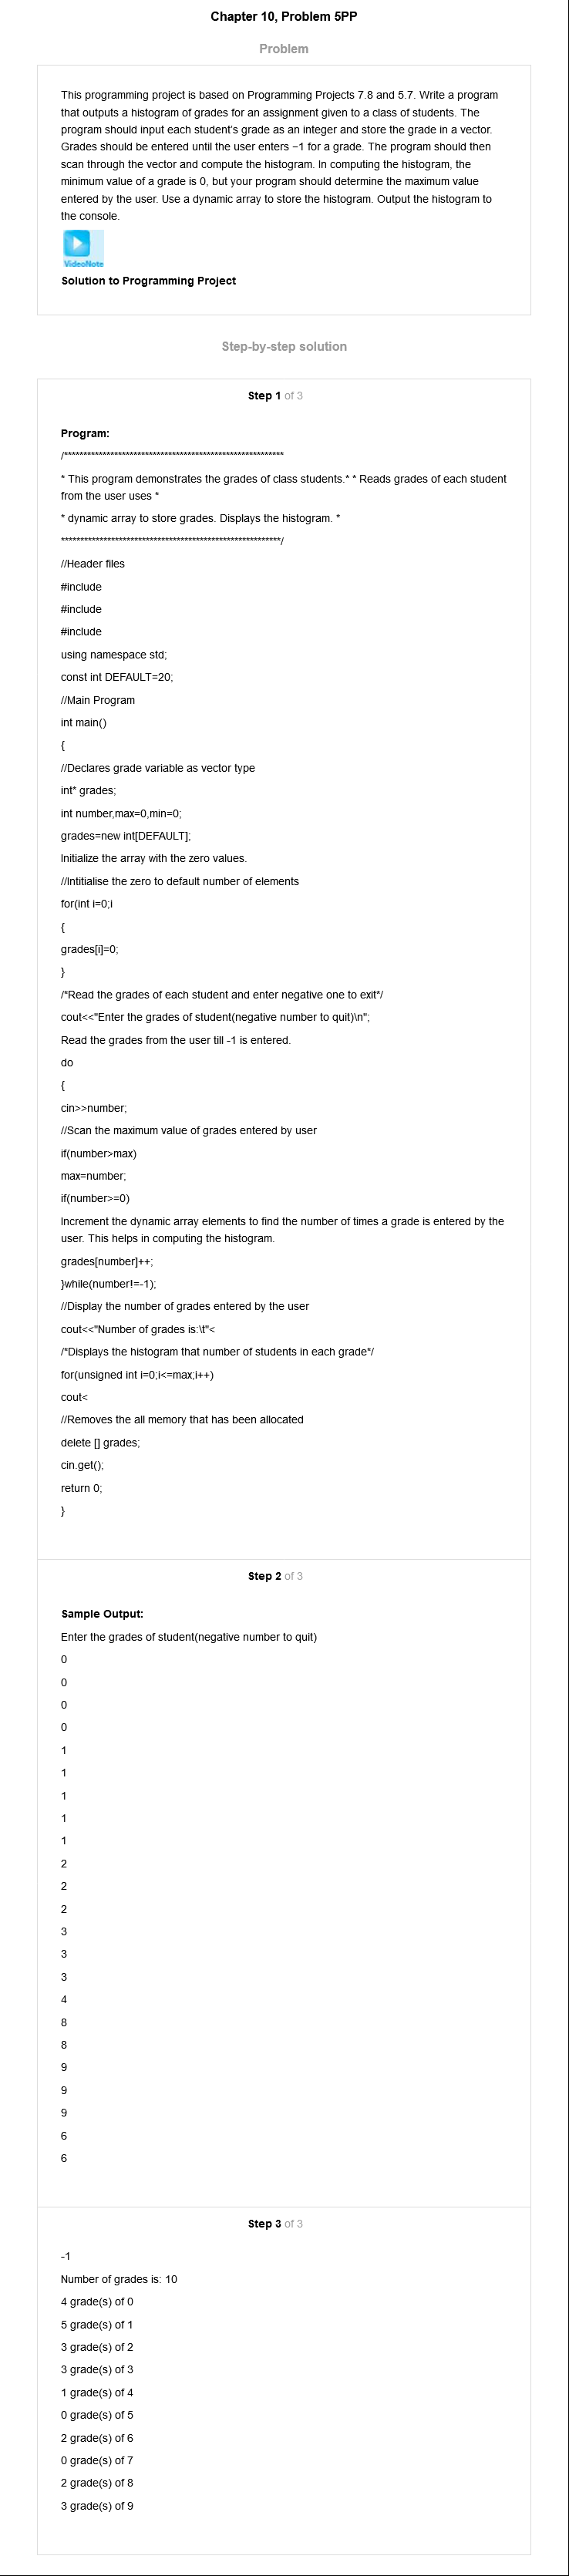 Chapter 10, Problem 5PP
Problem
This programming project is based on Programming Projects 7.8 and 5.7. Write a program
that outputs a histogram of grades for an assignment given to a class of students. The
program should input each student's grade as an integer and store the grade in a vector.
Grades should be entered until the user enters −1 for a grade. The program should then
scan through the vector and compute the histogram. In computing the histogram, the
minimum value of a grade is 0, but your program should determine the maximum value
entered by the user. Use a dynamic array to store the histogram. Output the histogram to
the console.
VideoNote
Solution to Programming Project
Step-by-step solution
Step 1 of 3
Program:
/*********************************************************
* This program demonstrates the grades of class students.* * Reads grades of each student
from the user uses *
* dynamic array to store grades. Displays the histogram. *
*********************************************************/
//Header files
#include
#include
#include
using namespace std;
const int DEFAULT=20;
//Main Program
int main()
{
//Declares grade variable as vector type
int* grades;
int number,max=0,min=0;
grades=new int[DEFAULT];
Initialize the array with the zero values.
//Intitialise the zero to default number of elements
for(int i=0;i
{
grades[i]=0;
}
/*Read the grades of each student and enter negative one to exit*/
cout<<"Enter the grades of student(negative number to quit)\n";
Read the grades from the user till -1 is entered.
do
{
cin>>number;
//Scan the maximum value of grades entered by user
if(number>max)
max=number;
if(number>=0)
Increment the dynamic array elements to find the number of times a grade is entered by the
user. This helps in computing the histogram.
grades[number]++;
}while(number!=-1);
//Display the number of grades entered by the user
cout<<"Number of grades is:\t"<
/*Displays the histogram that number of students in each grade*/
for(unsigned int i=0;i<=max;i++)
cout<
//Removes the all memory that has been allocated
delete [] grades;
cin.get();
return 0;
}
Step 2 of 3
Sample Output:
Enter the grades of student(negative number to quit)
0
0
0
0
1
1
1
1
1
2
2
2
3
3
3
4
8
8
9
9
9
6
6
Step 3 of 3
-1
Number of grades is: 10
4 grade(s) of 0
5 grade(s) of 1
3 grade(s) of 2
3 grade(s) of 3
1 grade(s) of 4
0 grade(s) of 5
2 grade(s) of 6
0 grade(s) of 7
2 grade(s) of 8
3 grade(s) of 9